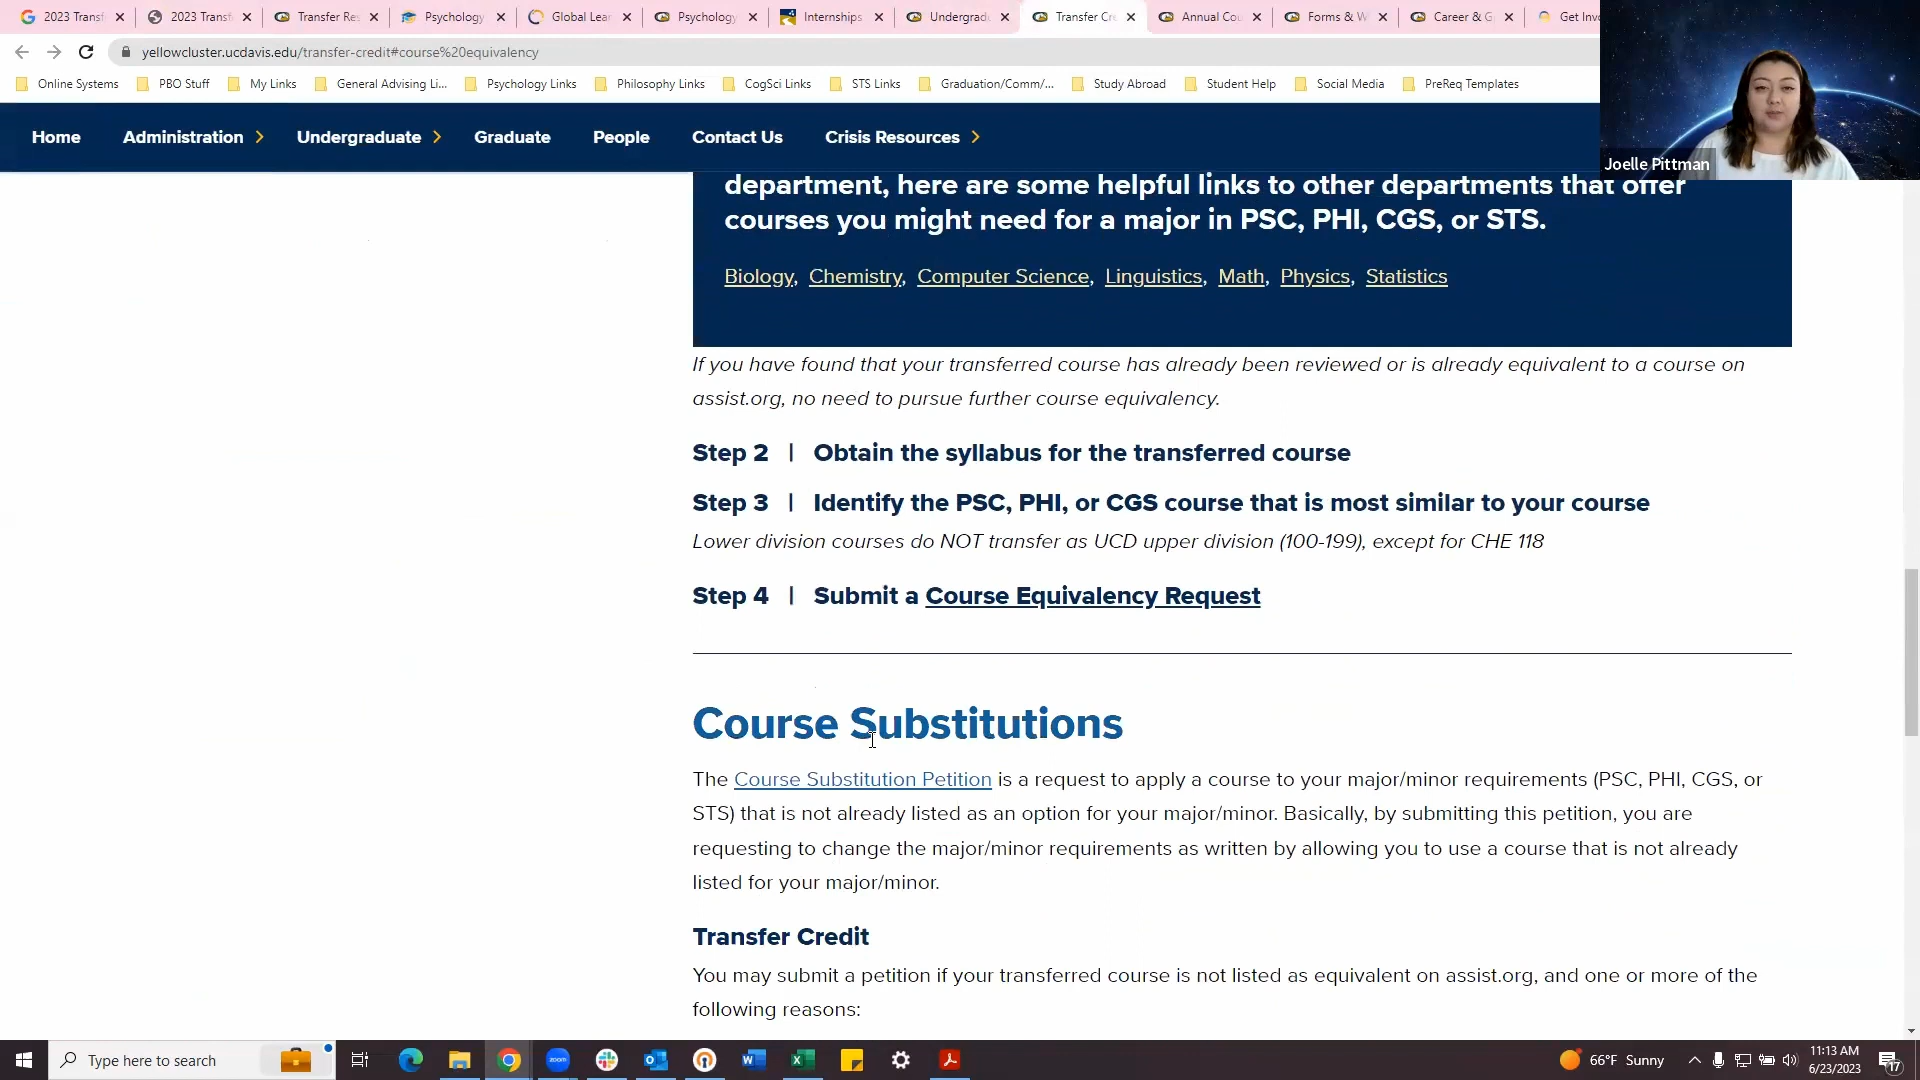 2023 Transf
2023 Transf
Transfer Re
Psychology
Global Lear
Psychology
Internships
Undergradu
Transfer Cr
Annual Cou
Forms & W
Career & G
Get Inv
yellowcluster.ucdavis.edu/transfer-credit#course%20equivalency
Online Systems
PBO Stuff
My Links
General Advising Li...
Psychology Links
Philosophy Links
CogSci Links
STS Links
Graduation/Comm/...
Study Abroad
Student Help
Social Media
PreReq Templates
Home
Administration
Undergraduate
Graduate
People
Contact Us
Crisis Resources
Joelle Pittman
department, here are some helpful links to other departments that offer
courses you might need for a major in PSC, PHI, CGS, or STS.
Biology, Chemistry, Computer Science, Linguistics, Math, Physics, Statistics
If you have found that your transferred course has already been reviewed or is already equivalent to a course on
assist.org, no need to pursue further course equivalency.
Step 2 | Obtain the syllabus for the transferred course
Step 3 | Identify the PSC, PHI, or CGS course that is most similar to your course
Lower division courses do NOT transfer as UCD upper division (100-199), except for CHE 118
Step 4 | Submit a Course Equivalency Request
Course Substitutions
The Course Substitution Petition is a request to apply a course to your major/minor requirements (PSC, PHI, CGS, or
STS) that is not already listed as an option for your major/minor. Basically, by submitting this petition, you are
requesting to change the major/minor requirements as written by allowing you to use a course that is not already
listed for your major/minor.
Transfer Credit
You may submit a petition if your transferred course is not listed as equivalent on assist.org, and one or more of the
following reasons:
Type here to search
zoom
66°F Sunny
11:13 AM
6/23/2023
17